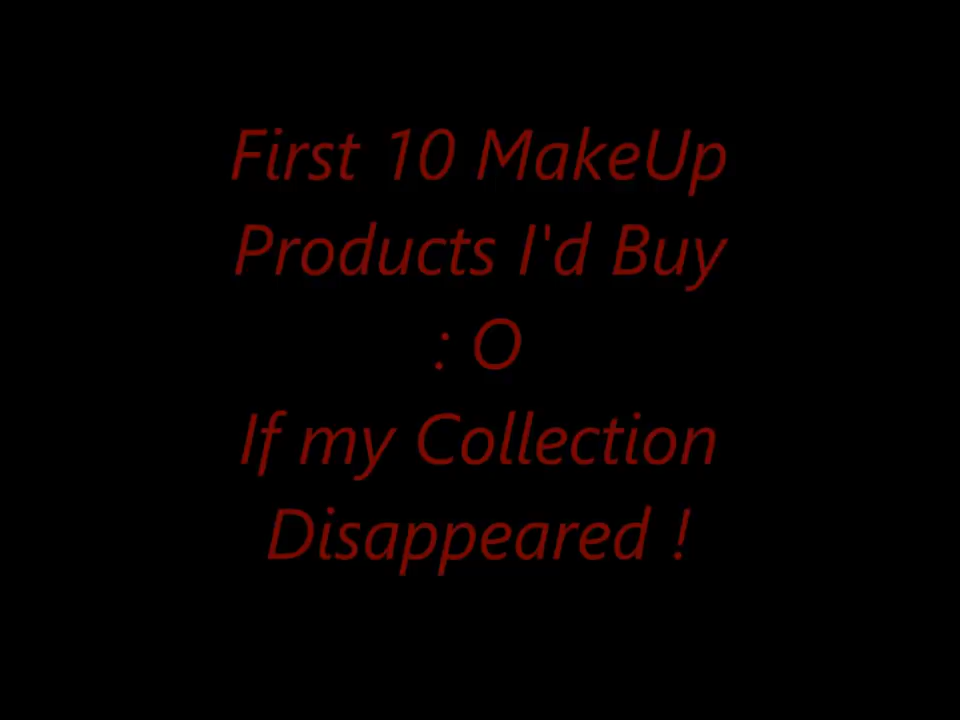 First 10 MakeUp
Products I'd Buy
: O
If my Collection
Disappeared !